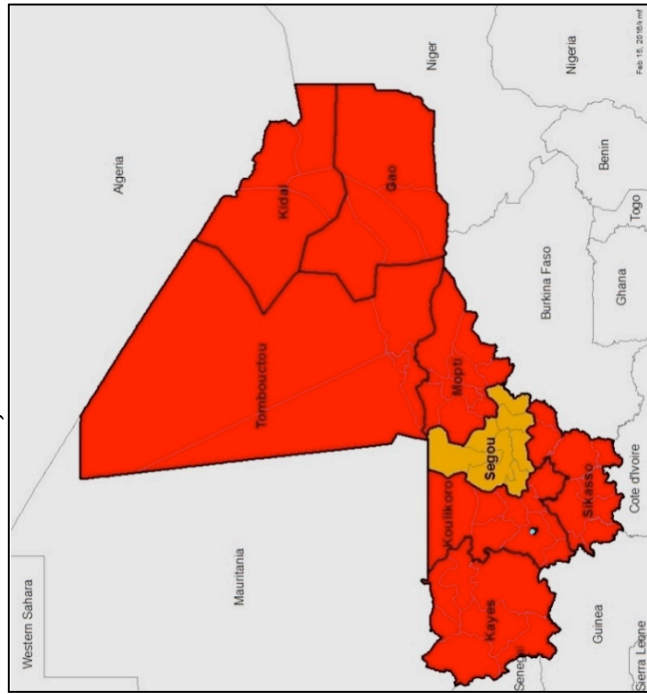 Western Sahara
Algeria
Mauritania
Tombouctou
Kidal
Gao
Niger
Mopti
Segou
Koulikoro
Kayes
Sikasso
Burkina Faso
Senegal
Guinea
Sierra Leone
Cote d'Ivoire
Ghana
Togo
Benin
Nigeria
Feb 15, 2016